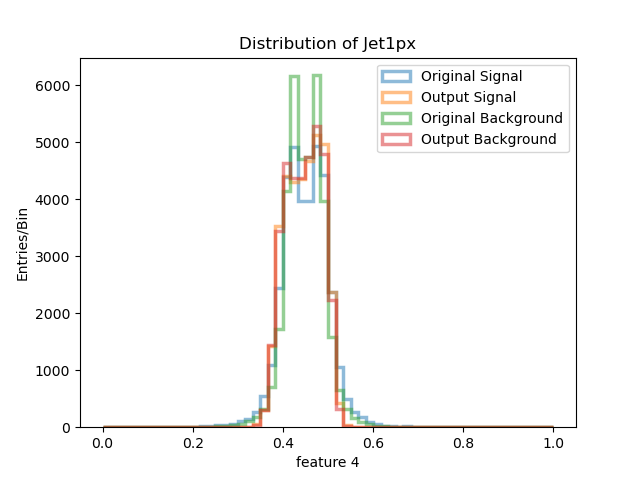 Distribution of Jet1px
Original Signal
Output Signal
Original Background
Output Background
Entries/Bin
6000
5000
4000
3000
2000
1000
0
0.0 0.2 0.4 0.6 0.8 1.0
feature 4